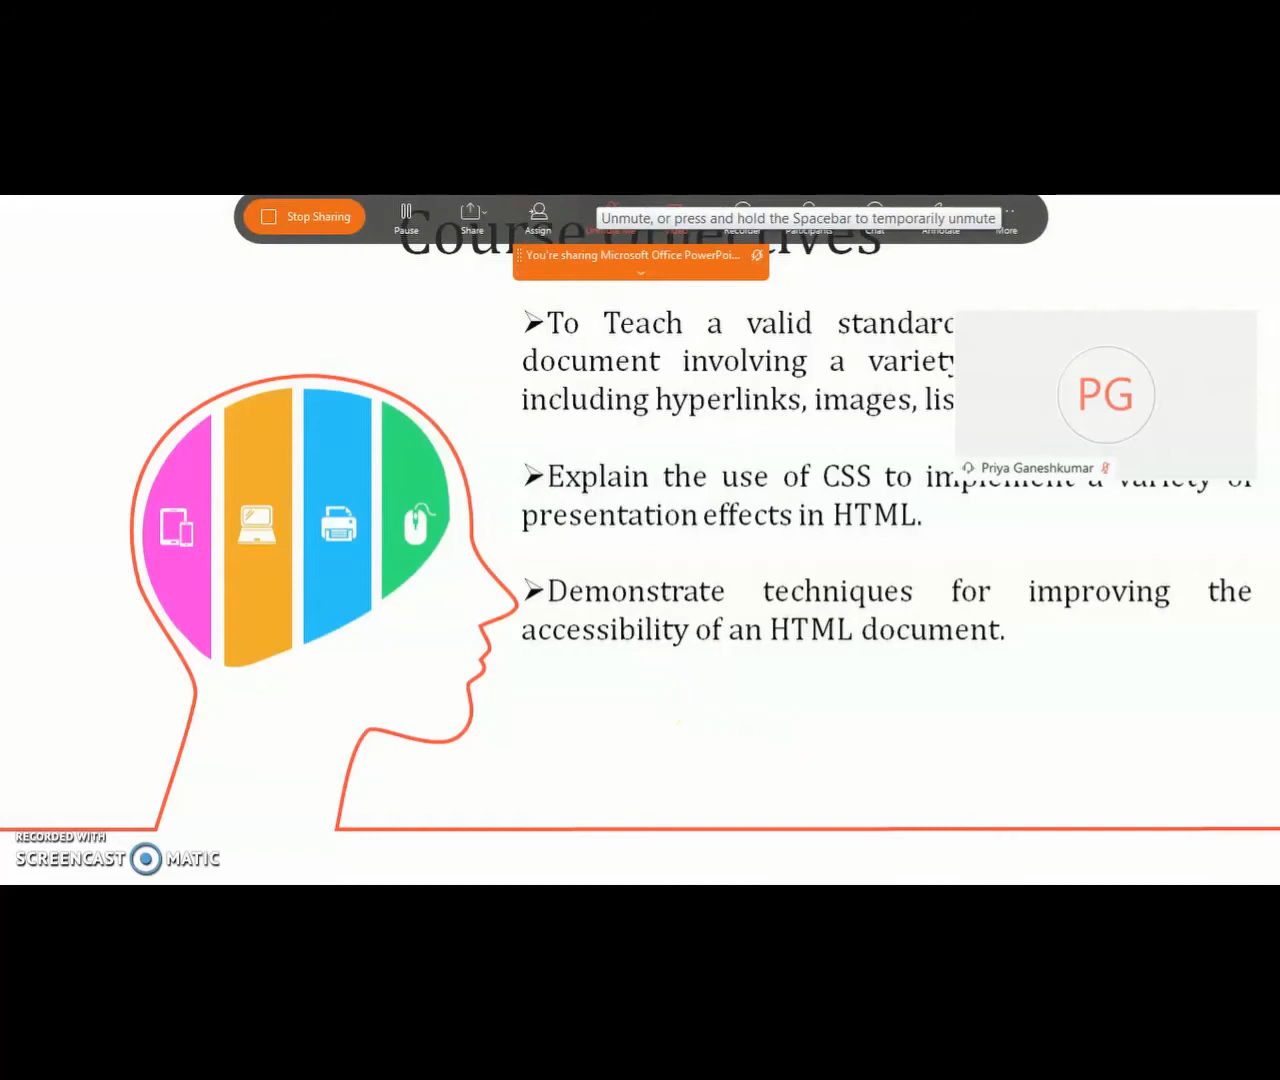 Stop Sharing
Pause
Share
Assign
Unmute, or press and hold the Spacebar to temporarily unmute
Unmute Me
Video
Recorder
Participants
Chat
Annotate
More
Course Objectives
You're sharing Microsoft Office PowerPoi...
➢To Teach a valid standard
document involving a variety
including hyperlinks, images, lis
PG
Priya Ganeshkumar
➢Explain the use of CSS to implement a variety of
presentation effects in HTML.
➢Demonstrate techniques for improving the
accessibility of an HTML document.
RECORDED WITH
SCREENCAST MATIC